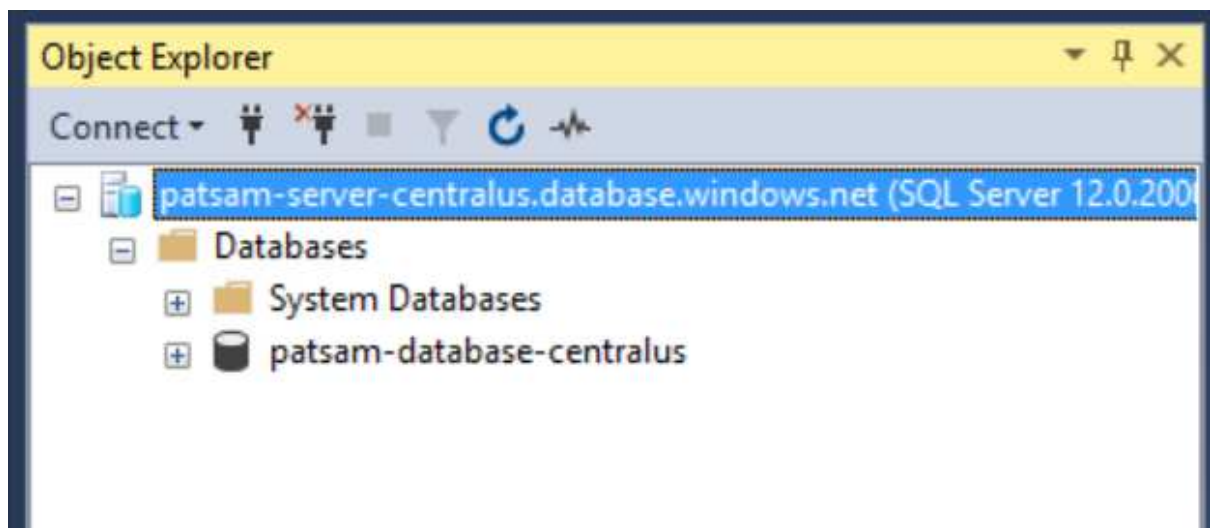 Object Explorer
Connect
patsam-server-centralus.database.windows.net (SQL Server 12.0.200
Databases
System Databases
patsam-database-centralus